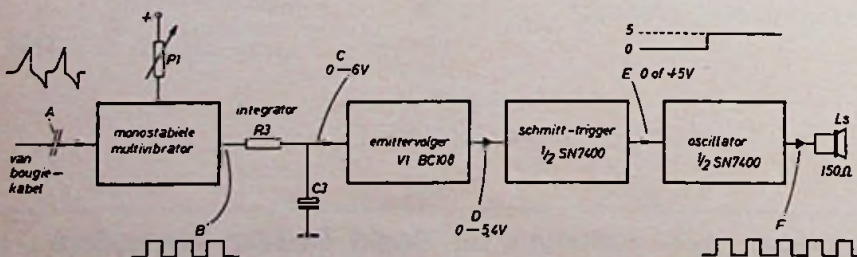 +
P1
A
monostabiele
multivibrator
van
bougie-
kabel
B
integrator
R3
C3
C
0—6V
emittervolger
V1 BC108
D
0—5,4V
schmitt-trigger
1/2 SN7400
5
0
E 0 of +5V
oscillator
1/2 SN7400
F
Ls
150Ω